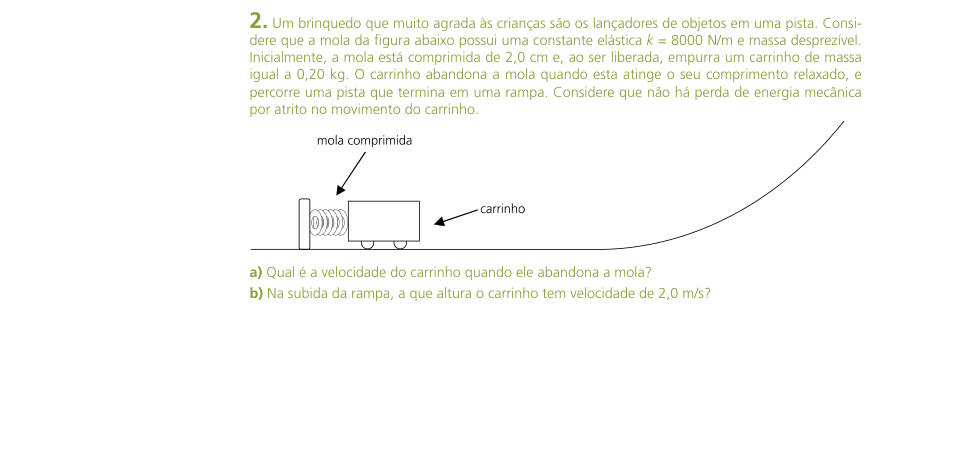 2. Um brinquedo que muito agrada às crianças são os lançadores de objetos em uma pista. Consi-
dere que a mola da figura abaixo possui uma constante elástica k = 8000 N/m e massa desprezível.
Inicialmente, a mola está comprimida de 2,0 cm e, ao ser liberada, empurra um carrinho de massa
igual a 0,20 kg. O carrinho abandona a mola quando esta atinge o seu comprimento relaxado, e
percorre uma pista que termina em uma rampa. Considere que não há perda de energia mecânica
por atrito no movimento do carrinho.
mola comprimida
carrinho
a) Qual é a velocidade do carrinho quando ele abandona a mola?
b) Na subida da rampa, a que altura o carrinho tem velocidade de 2,0 m/s?